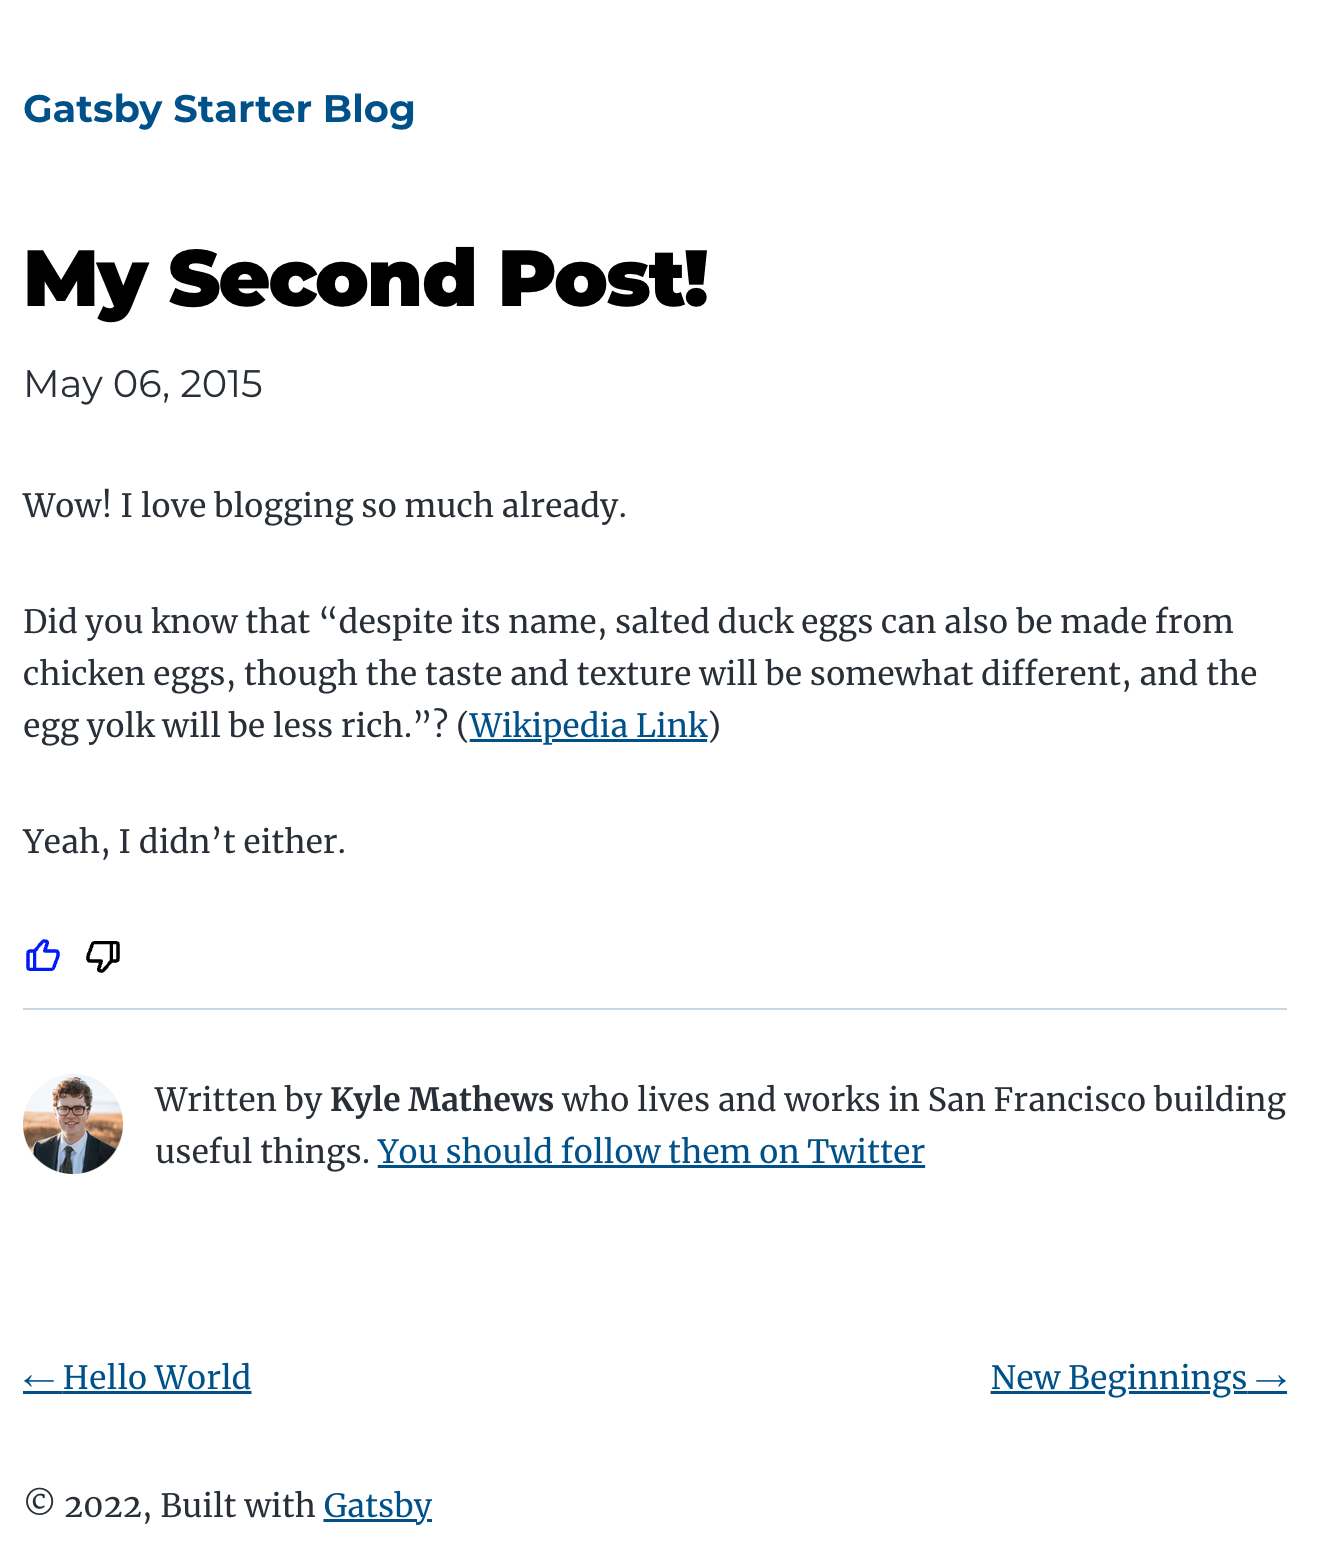 Gatsby Starter Blog
My Second Post!
May 06, 2015
Wow! I love blogging so much already.
Did you know that “despite its name, salted duck eggs can also be made from
chicken eggs, though the taste and texture will be somewhat different, and the
egg yolk will be less rich.”? (Wikipedia Link)
Yeah, I didn’t either.
Written by Kyle Mathews who lives and works in San Francisco building
useful things. You should follow them on Twitter
← Hello World
New Beginnings →
© 2022, Built with Gatsby